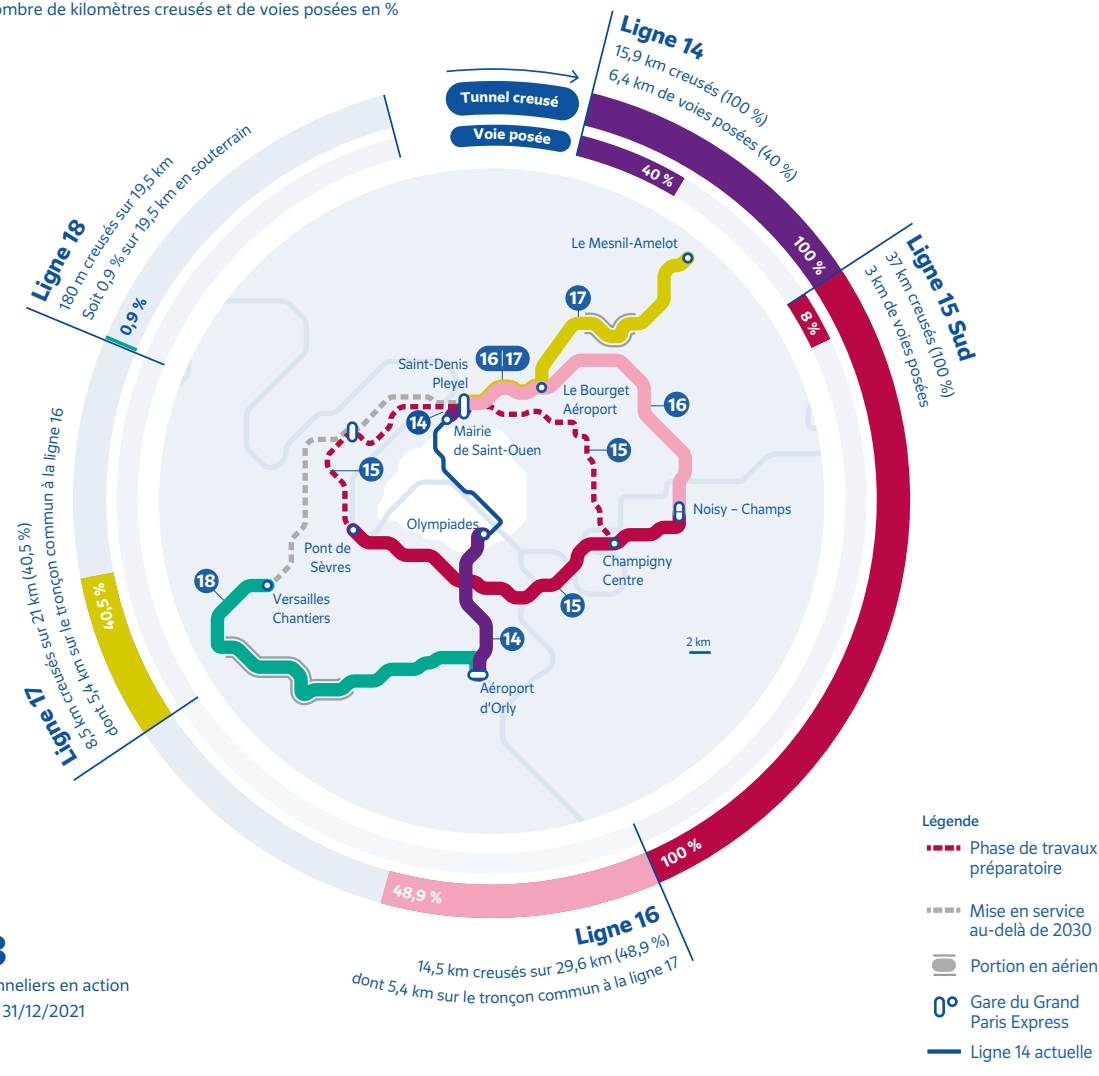 ombre de kilomètres creusés et de voies posées en %
Tunnel creusé
Voie posée
Ligne 14
15,9 km creusés (100 %)
6,4 km de voies posées (40 %)
40 %
100 %
Ligne 15 Sud
37 km creusés (100 %)
3 km de voies posées
8 %
100 %
Ligne 16
14,5 km creusés sur 29,6 km (48,9 %)
dont 5,4 km sur le tronçon commun à la ligne 17
48,9 %
Ligne 17
8,5 km creusés sur 21 km (40,5 %)
dont 5,4 km sur le tronçon commun à la ligne 16
40,5 %
Ligne 18
180 m creusés sur 19,5 km
Soit 0,9 % sur 19,5 km en souterrain
0,9 %
Le Mesnil-Amelot
17
Saint-Denis
Pleyel
16 17
Le Bourget
Aéroport
16
14
Mairie
de Saint-Ouen
15
15
Olympiades
Noisy – Champs
Pont de
Sèvres
Champigny
Centre
18
Versailles
Chantiers
15
14
2 km
Aéroport
d'Orly
Légende
Phase de travaux
préparatoire
Mise en service
au-delà de 2030
Portion en aérien
Gare du Grand
Paris Express
Ligne 14 actuelle
nneliers en action
31/12/2021